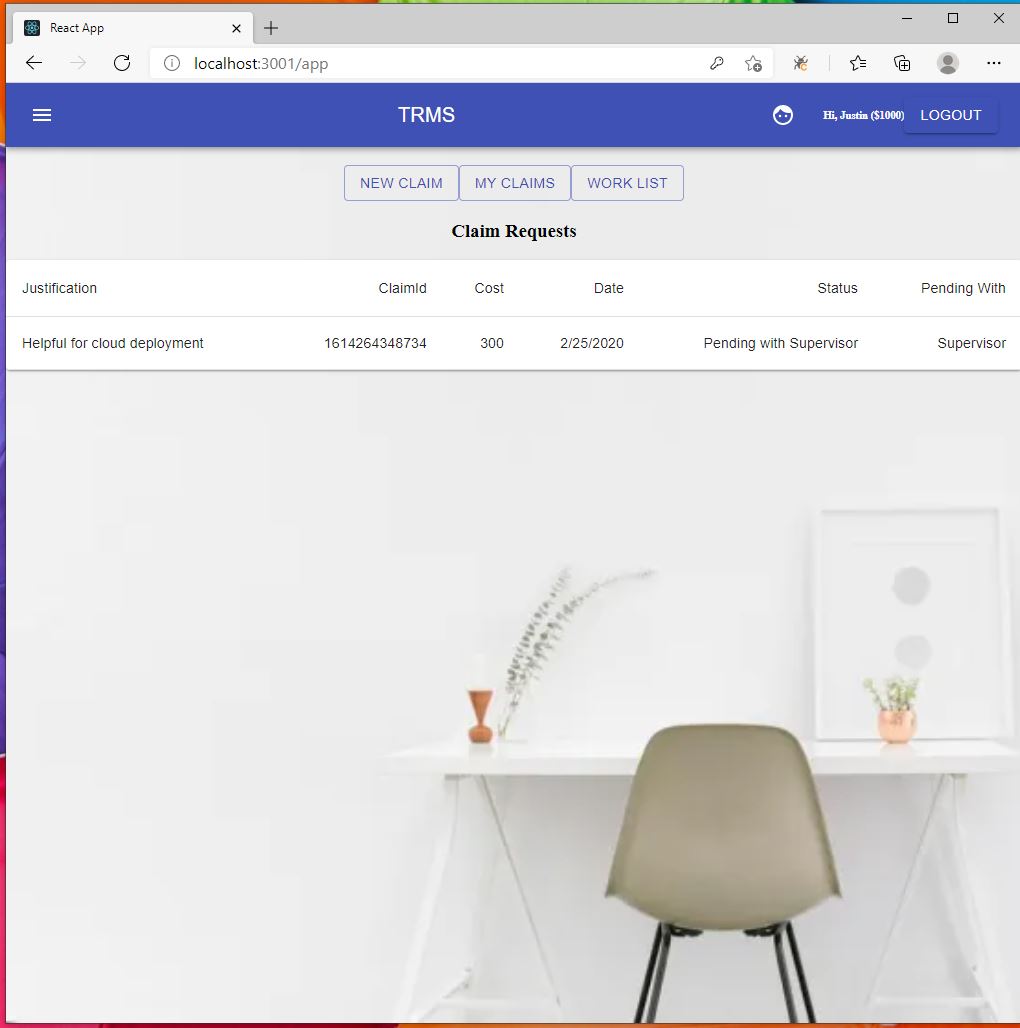 React App
localhost:3001/app
TRMS
Hi, Justin ($1000)
LOGOUT
NEW CLAIM
MY CLAIMS
WORK LIST
Claim Requests
Justification ClaimId Cost Date Status Pending With
Helpful for cloud deployment 1614264348734 300 2/25/2020 Pending with Supervisor Supervisor